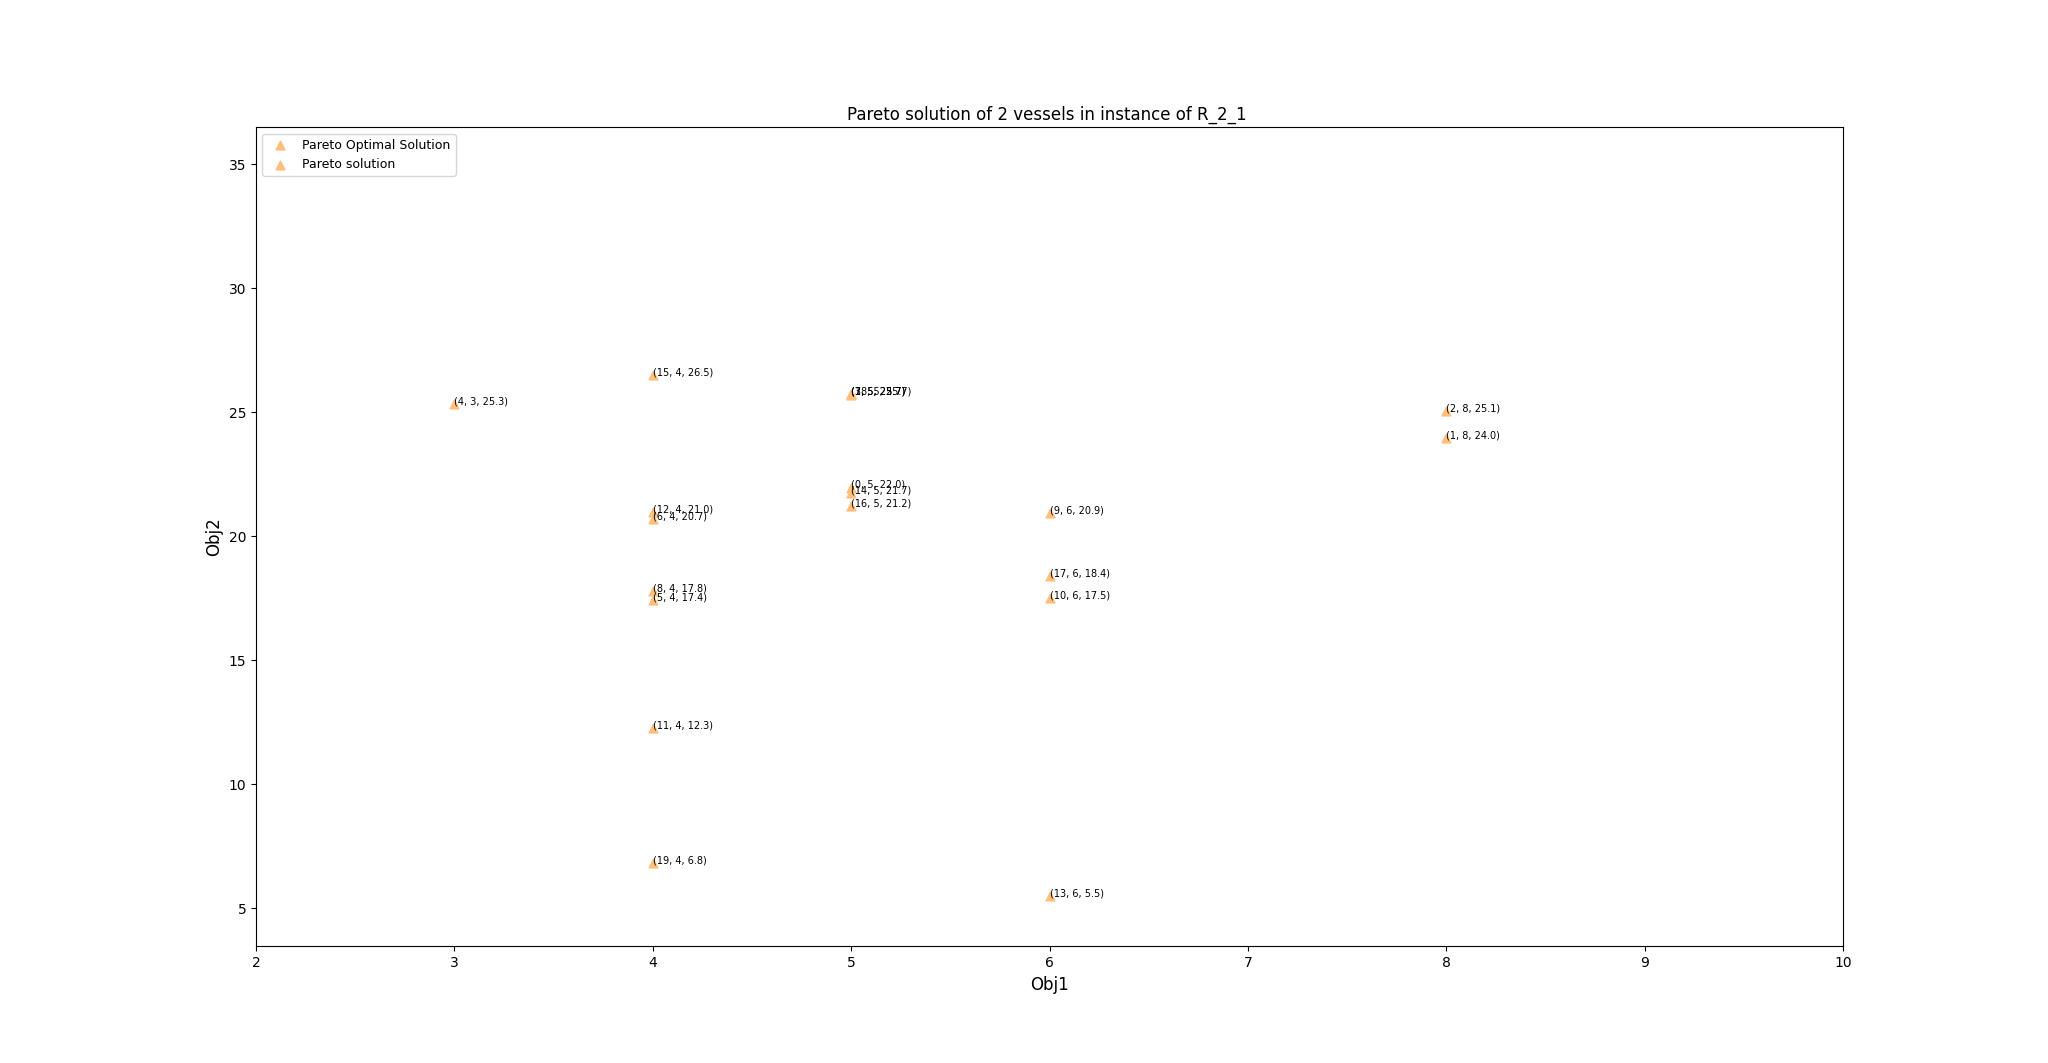 Pareto solution of 2 vessels in instance of R_2_1
Pareto Optimal Solution
Pareto solution
35
30
25
20
15
10
5
Obj2
(15, 4, 26.5)
(4, 3, 25.3)
(2, 8, 25.1)
(1, 8, 24.0)
(0, 5, 22.0)
(14, 5, 21.7)
(16, 5, 21.2)
(12, 4, 21.0)
(6, 4, 20.7)
(9, 6, 20.9)
(17, 6, 18.4)
(8, 4, 17.8)
(5, 4, 17.4)
(10, 6, 17.5)
(11, 4, 12.3)
(19, 4, 6.8)
(13, 6, 5.5)
2 3 4 5 6 7 8 9 10
Obj1